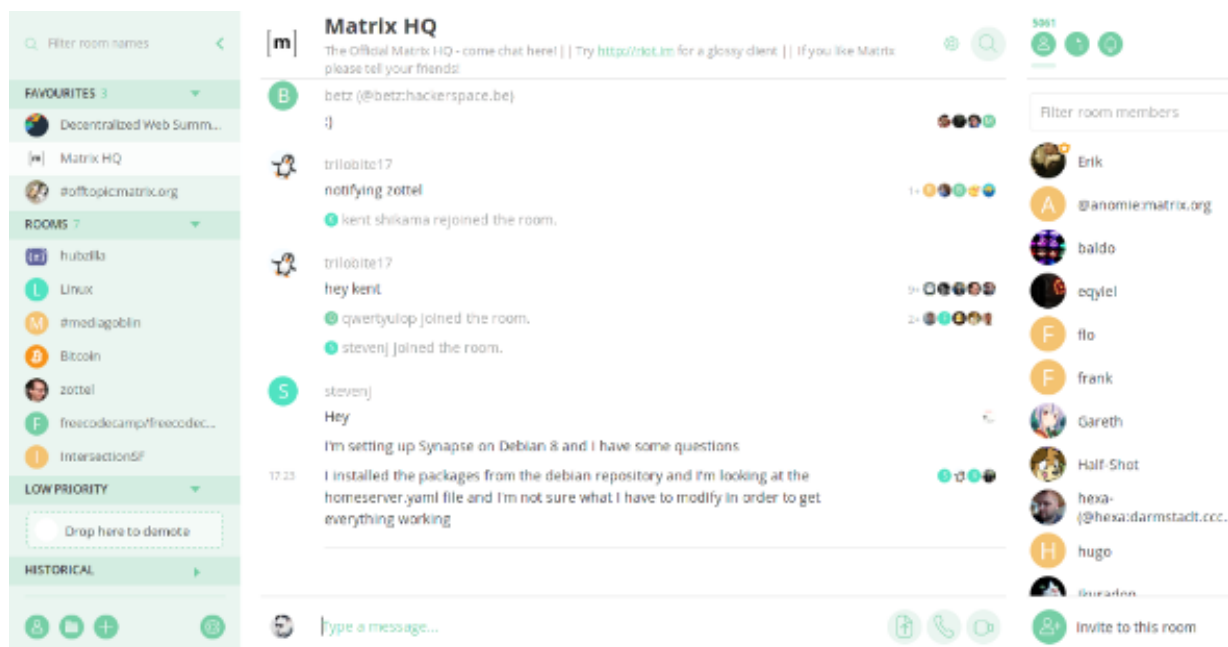 Filter room names
FAVOURITES 3
Decentralized Web Summ...
[m] Matrix HQ
#offtopic:matrix.org
ROOMS 7
hubzilla
L Linux
M #mediagoblin
Bitcoin
zottel
F freecodecamp/freecodec...
I IntersectionSF
LOW PRIORITY
Drop here to demote
HISTORICAL
[m]
Matrix HQ
The Official Matrix HQ - come chat here! || Try http://riot.im for a glossy client || If you like Matrix
please tell your friends!
B betz (@betz:hackerspace.be)
:)
trilobite17
notifying zottel
1+
kent shikama rejoined the room.
trilobite17
hey kent
9+
qwertyuiop joined the room.
2+
stevenj joined the room.
S stevenj
Hey
I'm setting up Synapse on Debian 8 and I have some questions
17:23 I installed the packages from the debian repository and I'm looking at the
homeserver.yaml file and I'm not sure what I have to modify in order to get
everything working
Type a message...
5061
Filter room members
Erik
A @anomie:matrix.org
baldo
eqyiel
F flo
F frank
Gareth
Half-Shot
hexa-
(@hexa:darmstadt.ccc.
H hugo
Invite to this room